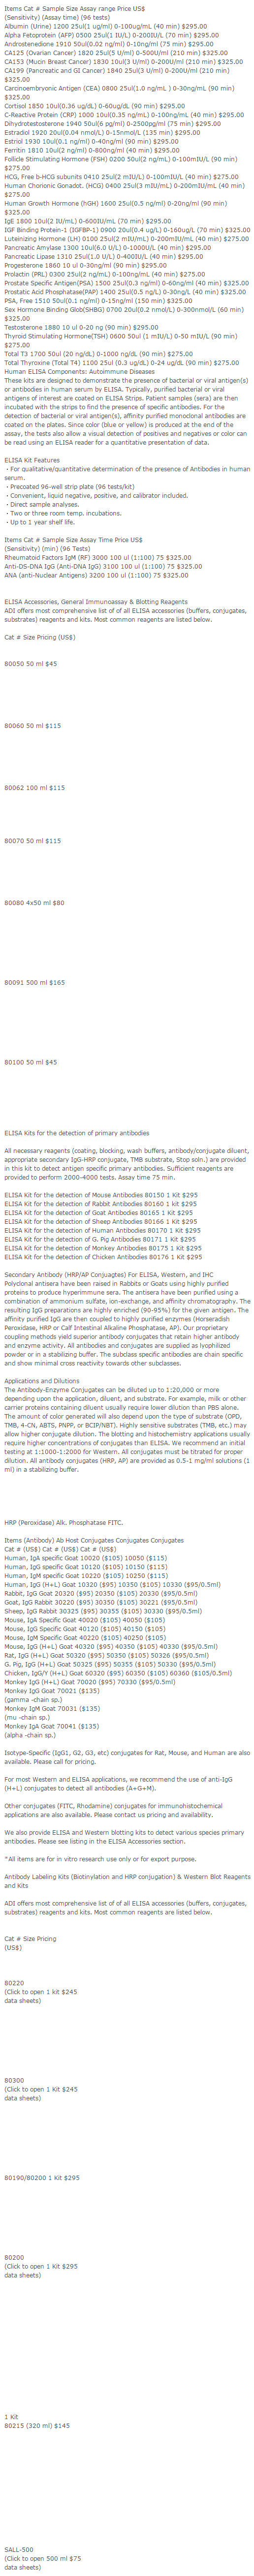 Items Cat # Sample Size Assay range Price US$
(Sensitivity) (Assay time) (96 tests)
Albumin (Urine) 1200 25ul(1 ug/ml) 0-100ug/mL (40 min) $295.00
Alpha Fetoprotein (AFP) 0500 25ul(1 IU/L) 0-200IU/L (70 min) $295.00
Androstenedione 1910 50ul(0.02 ng/ml) 0-10ng/ml (75 min) $295.00
CA125 (Ovarian Cancer) 1820 25ul(5 U/ml) 0-500U/ml (210 min) $325.00
CA153 (Mucin Breast Cancer) 1830 10ul(3 U/ml) 0-200U/ml (210 min) $325.00
CA199 (Pancreatic and GI Cancer) 1840 25ul(3 U/ml) 0-200U/ml (210 min)
$325.00
Carcinoembryonic Antigen (CEA) 0800 25ul(1.0 ng/mL ) 0-30ng/mL (90 min)
$325.00
Cortisol 1850 10ul(0.36 ug/dL) 0-60ug/dL (90 min) $295.00
C-Reactive Protein (CRP) 1000 10ul(0.35 ng/mL) 0-100ng/mL (40 min) $295.00
Dihydrotestosterone 1940 50ul(6 pg/ml) 0-2500pg/ml (75 min) $295.00
Estradiol 1920 20ul(0.04 nmol/L) 0-15nmol/L (135 min) $295.00
Estriol 1930 10ul(0.1 ng/ml) 0-40ng/ml (90 min) $295.00
Ferritin 1810 10ul(2 ng/ml) 0-800ng/ml (40 min) $295.00
Follicle Stimulating Hormone (FSH) 0200 50ul(2 ng/mL) 0-100mIU/L (90 min)
$275.00
HCG, Free b-HCG subunits 0410 25ul(2 mIU/L) 0-100mIU/L (40 min) $275.00
Human Chorionic Gonadot. (HCG) 0400 25ul(3 mIU/mL) 0-200mIU/mL (40 min)
$275.00
Human Growth Hormone (hGH) 1600 25ul(0.5 ng/ml) 0-20ng/ml (90 min)
$325.00
IgE 1800 10ul(2 IU/mL) 0-600IU/mL (70 min) $295.00
IGF Binding Protein-1 (IGFBP-1) 0900 20ul(0.4 ug/L) 0-160ug/L (70 min) $325.00
Luteinizing Hormone (LH) 0100 25ul(2 mIU/mL) 0-200mIU/mL (40 min) $275.00
Pancreatic Amylase 1300 10ul(6.0 U/L) 0-1000U/L (40 min) $295.00
Pancreatic Lipase 1310 25ul(1.0 U/L) 0-400U/L (40 min) $295.00
Progesterone 1860 10 ul 0-30ng/ml (90 min) $295.00
Prolactin (PRL) 0300 25ul(2 ng/mL) 0-100ng/mL (40 min) $275.00
Prostate Specific Antigen(PSA) 1500 25ul(0.3 ng/ml) 0-60ng/ml (40 min) $325.00
Prostatic Acid Phosphatase(PAP) 1400 25ul(0.5 ng/L) 0-30ng/L (40 min) $325.00
PSA, Free 1510 50ul(0.1 ng/ml) 0-15ng/ml (150 min) $325.00
Sex Hormone Binding Glob(SHBG) 0700 20ul(0.2 nmol/L) 0-300nmol/L (60 min)
$325.00
Testosterone 1880 10 ul 0-20 ng (90 min) $295.00
Thyroid Stimulating Hormone(TSH) 0600 50ul (1 mIU/L) 0-50 mIU/L (90 min)
$275.00
Total T3 1700 50ul (20 ng/dL) 0-1000 ng/dL (90 min) $275.00
Total Thyroxine (Total T4) 1100 25ul (0.3 ug/dL) 0-24 ug/dL (90 min) $275.00
Human ELISA Components: Autoimmune Diseases
These kits are designed to demonstrate the presence of bacterial or viral antigen(s)
or antibodies in human serum by ELISA. Typically, purified bacterial or viral
antigens of interest are coated on ELISA Strips. Patient samples (sera) are then
incubated with the strips to find the presence of specific antibodies. For the
detection of bacterial or viral antigen(s), affinity purified monoclonal antibodies are
coated on the plates. Since color (blue or yellow) is produced at the end of the
assay, the tests also allow a visual detection of positives and negatives or color can
be read using an ELISA reader for a quantitative presentation of data.

ELISA Kit Features
· For qualitative/quantitative determination of the presence of Antibodies in human
serum.
· Precoated 96-well strip plate (96 tests/kit)
· Convenient, liquid negative, positive, and calibrator included.
· Direct sample analyses.
· Two or three room temp. incubations.
· Up to 1 year shelf life.

Items Cat # Sample Size Assay Time Price US$
(Sensitivity) (min) (96 Tests)
Rheumatoid Factors IgM (RF) 3000 100 ul (1:100) 75 $325.00
Anti-DS-DNA IgG (Anti-DNA IgG) 3100 100 ul (1:100) 75 $325.00
ANA (anti-Nuclear Antigens) 3200 100 ul (1:100) 75 $325.00

ELISA Accessories, General Immunoassay & Blotting Reagents
ADI offers most comprehensive list of of all ELISA accessories (buffers, conjugates,
substrates) reagents and kits. Most common reagents are listed below.

Cat # Size Pricing (US$)

80050 50 ml $45

80060 50 ml $115

80062 100 ml $115

80070 50 ml $115

80080 4x50 ml $80

80091 500 ml $165

80100 50 ml $45

ELISA Kits for the detection of primary antibodies

All necessary reagents (coating, blocking, wash buffers, antibody/conjugate diluent,
appropriate secondary IgG-HRP conjugate, TMB substrate, Stop soln.) are provided
in this kit to detect antigen specific primary antibodies. Sufficient reagents are
provided to perform 2000-4000 tests. Assay time 75 min.

ELISA Kit for the detection of Mouse Antibodies 80150 1 Kit $295
ELISA Kit for the detection of Rabbit Antibodies 80160 1 kit $295
ELISA Kit for the detection of Goat Antibodies 80165 1 Kit $295
ELISA Kit for the detection of Sheep Antibodies 80166 1 Kit $295
ELISA Kit for the detection of Human Antibodies 80170 1 Kit $295
ELISA Kit for the detection of G. Pig Antibodies 80171 1 Kit $295
ELISA Kit for the detection of Monkey Antibodies 80175 1 Kit $295
ELISA Kit for the detection of Chicken Antibodies 80176 1 Kit $295

Secondary Antibody (HRP/AP Conjuagtes) For ELISA, Western, and IHC
Polyclonal antisera have been raised in Rabbits or Goats using highly purified
proteins to produce hyperimmune sera. The antisera have been purified using a
combination of ammonium sulfate, ion-exchange, and affinity chromatography. The
resulting IgG preparations are highly enriched (90-95%) for the given antigen. The
affinity purified IgG are then coupled to highly purified enzymes (Horseradish
Peroxidase, HRP or Calf Intestinal Alkaline Phosphatase, AP). Our proprietary
coupling methods yield superior antibody conjugates that retain higher antibody
and enzyme activity. All antibodies and conjugates are supplied as lyophilized
powder or in a stabilizing buffer. The subclass specific antibodies are chain specific
and show minimal cross reactivity towards other subclasses.

Applications and Dilutions
The Antibody-Enzyme Conjugates can be diluted up to 1:20,000 or more
depending upon the application, diluent, and substrate. For example, milk or other
carrier proteins containing diluent usually require lower dilution than PBS alone.
The amount of color generated will also depend upon the type of substrate (OPD,
TMB, 4-CN, ABTS, PNPP, or BCIP/NBT). Highly sensitive substrates (TMB, etc.) may
allow higher conjugate dilution. The blotting and histochemistry applications usually
require higher concentrations of conjugates than ELISA. We recommend an initial
testing at 1:1000-1:2000 for Western. All conjugates must be titrated for proper
dilution. All antibody conjugates (HRP, AP) are provided as 0.5-1 mg/ml solutions (1
ml) in a stabilizing buffer.

HRP (Peroxidase) Alk. Phosphatase FITC.

Items (Antibody) Ab Host Conjugates Conjugates Conjugates
Cat # (US$) Cat # (US$) Cat # (US$)
Human, IgA specific Goat 10020 ($105) 10050 ($115)
Human, IgG specific Goat 10120 ($105) 10150 ($115)
Human, IgM specific Goat 10220 ($105) 10250 ($115)
Human, IgG (H+L) Goat 10320 ($95) 10350 ($105) 10330 ($95/0.5ml)
Rabbit, IgG Goat 20320 ($95) 20350 ($105) 20330 ($95/0.5ml)
Goat, IgG Rabbit 30220 ($95) 30350 ($105) 30221 ($95/0.5ml)
Sheep, IgG Rabbit 30325 ($95) 30355 ($105) 30330 ($95/0.5ml)
Mouse, IgA Specific Goat 40020 ($105) 40050 ($105)
Mouse, IgG Specific Goat 40120 ($105) 40150 ($105)
Mouse, IgM Specific Goat 40220 ($105) 40250 ($105)
Mouse, IgG (H+L) Goat 40320 ($95) 40350 ($105) 40330 ($95/0.5ml)
Rat, IgG (H+L) Goat 50320 ($95) 50350 ($105) 50326 ($95/0.5ml)
G. Pig, IgG (H+L) Goat 50325 ($95) 50355 ($105) 50330 ($95/0.5ml)
Chicken, IgG/Y (H+L) Goat 60320 ($95) 60350 ($105) 60360 ($105/0.5ml)
Monkey IgG (H+L) Goat 70020 ($95) 70330 ($95/0.5ml)
Monkey IgG Goat 70021 ($135)
(gamma -chain sp.)
Monkey IgM Goat 70031 ($135)
(mu -chain sp.)
Monkey IgA Goat 70041 ($135)
(alpha -chain sp.)

Isotype-Specific (IgG1, G2, G3, etc) conjugates for Rat, Mouse, and Human are also
available. Please call for pricing.

For most Western and ELISA applications, we recommend the use of anti-IgG
(H+L) conjugates to detect all antibodies (A+G+M).

Other conjugates (FITC, Rhodamine) conjugates for immunohistochemical
applications are also available. Please contact us pricing and availability.

We also provide ELISA and Western blotting kits to detect various species primary
antibodies. Please see listing in the ELISA Accessories section.

*All items are for in vitro research use only or for export purpose.

Antibody Labeling Kits (Biotinylation and HRP conjugation) & Western Blot Reagents
and Kits

ADI offers most comprehensive list of of all ELISA accessories (buffers, conjugates,
substrates) reagents and kits. Most common reagents are listed below.

Cat # Size Pricing
(US$)

80220
(Click to open 1 kit $245
data sheets)

80300
(Click to open 1 Kit $245
data sheets)

80190/80200 1 Kit $295

80200
(Click to open 1 Kit $295
data sheets)

1 Kit
80215 (320 ml) $145

SALL-500
(Click to open 500 ml $75
data sheets)